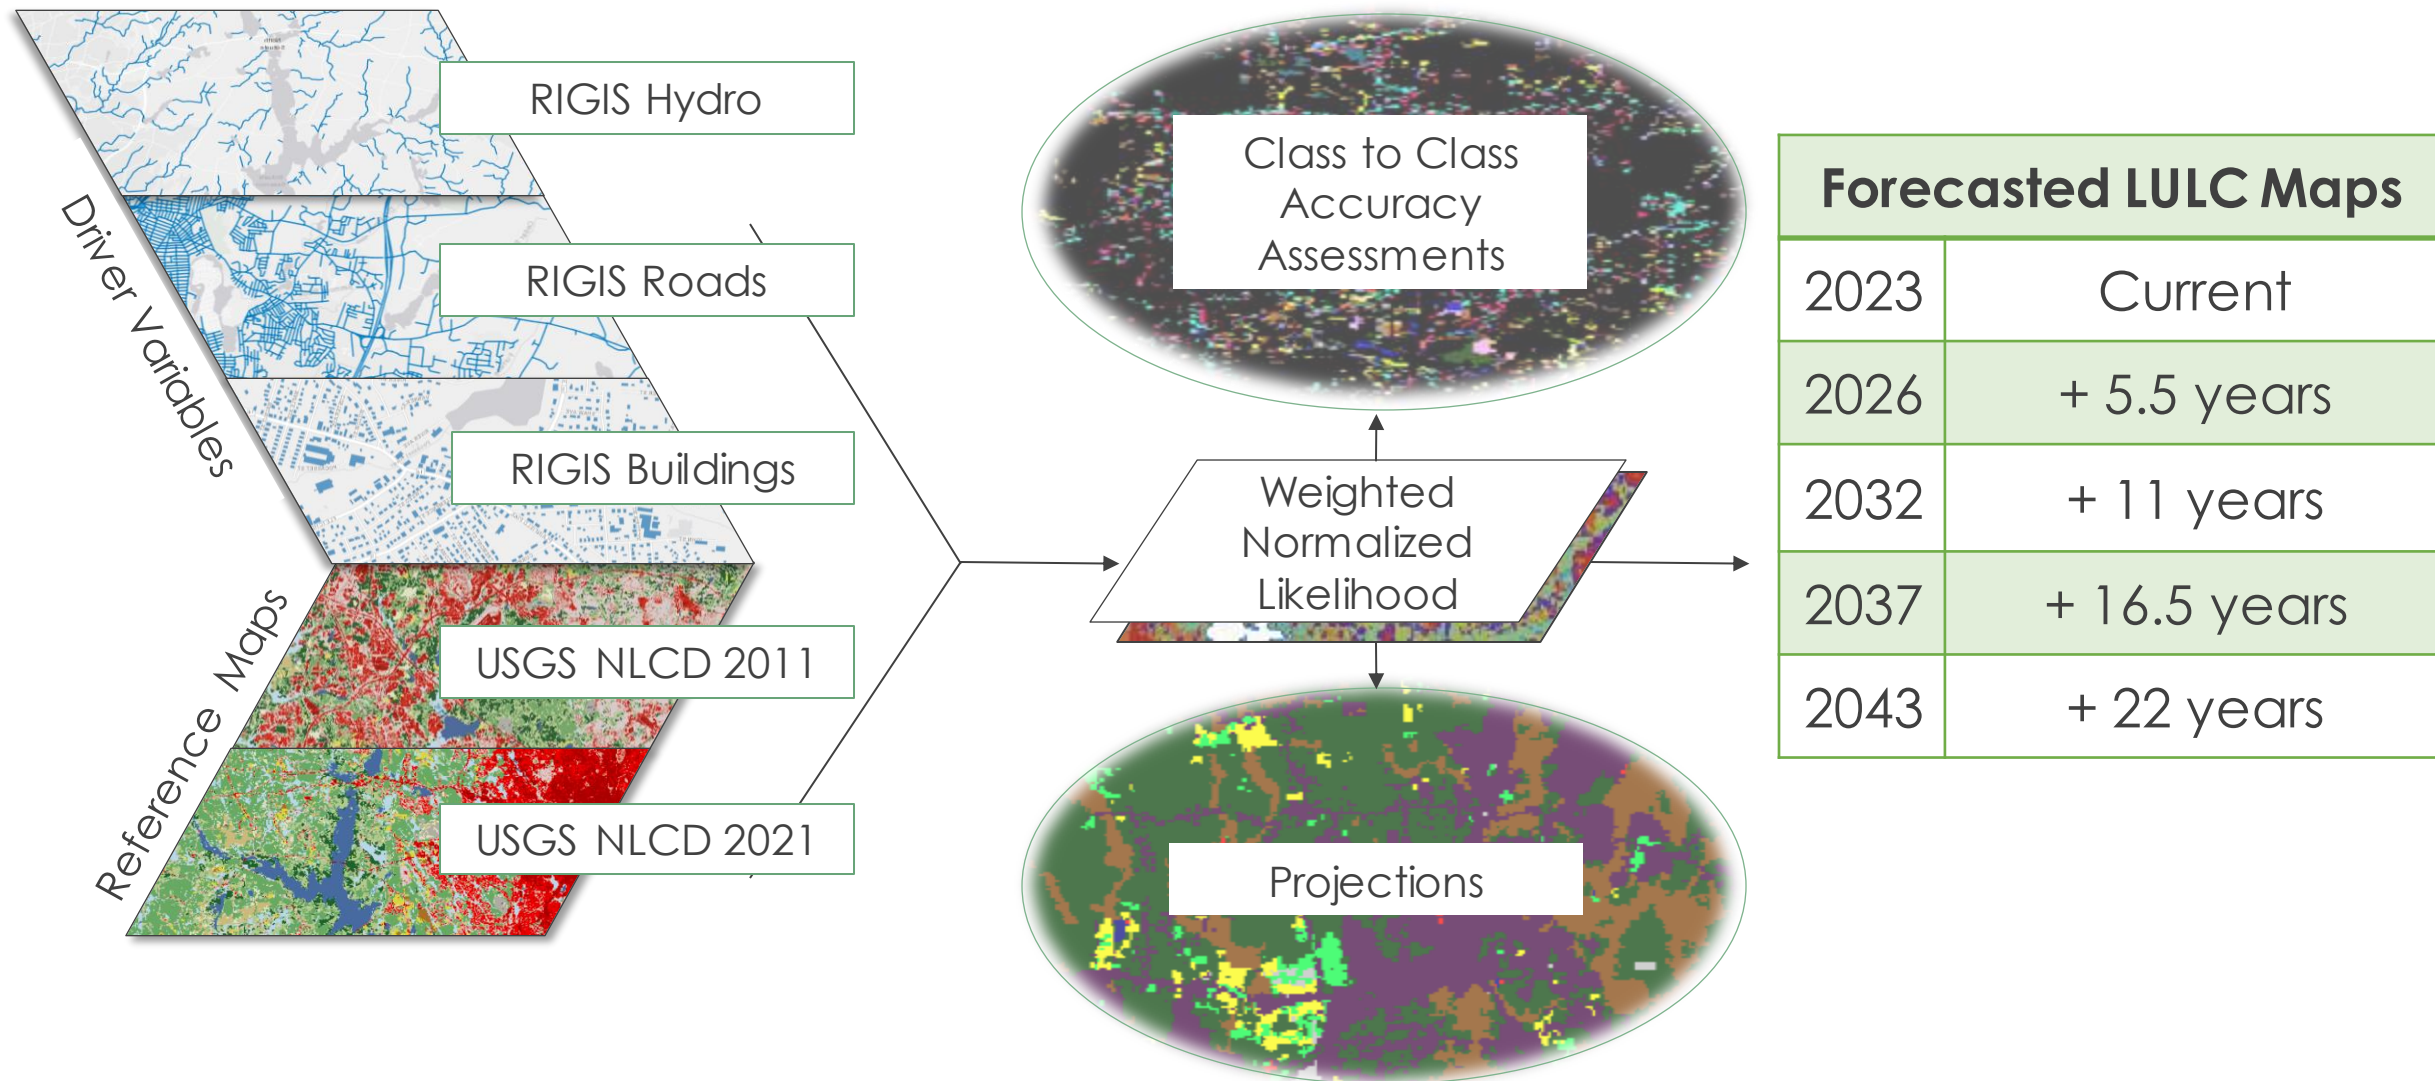 Driver Variables
RIGIS Hydro
RIGIS Roads
RIGIS Buildings
Reference Maps
USGS NLCD 2011
USGS NLCD 2021
Class to Class
Accuracy
Assessments
Weighted
Normalized
Likelihood
Projections
Forecasted LULC Maps
2023 Current
2026 + 5.5 years
2032 + 11 years
2037 + 16.5 years
2043 + 22 years